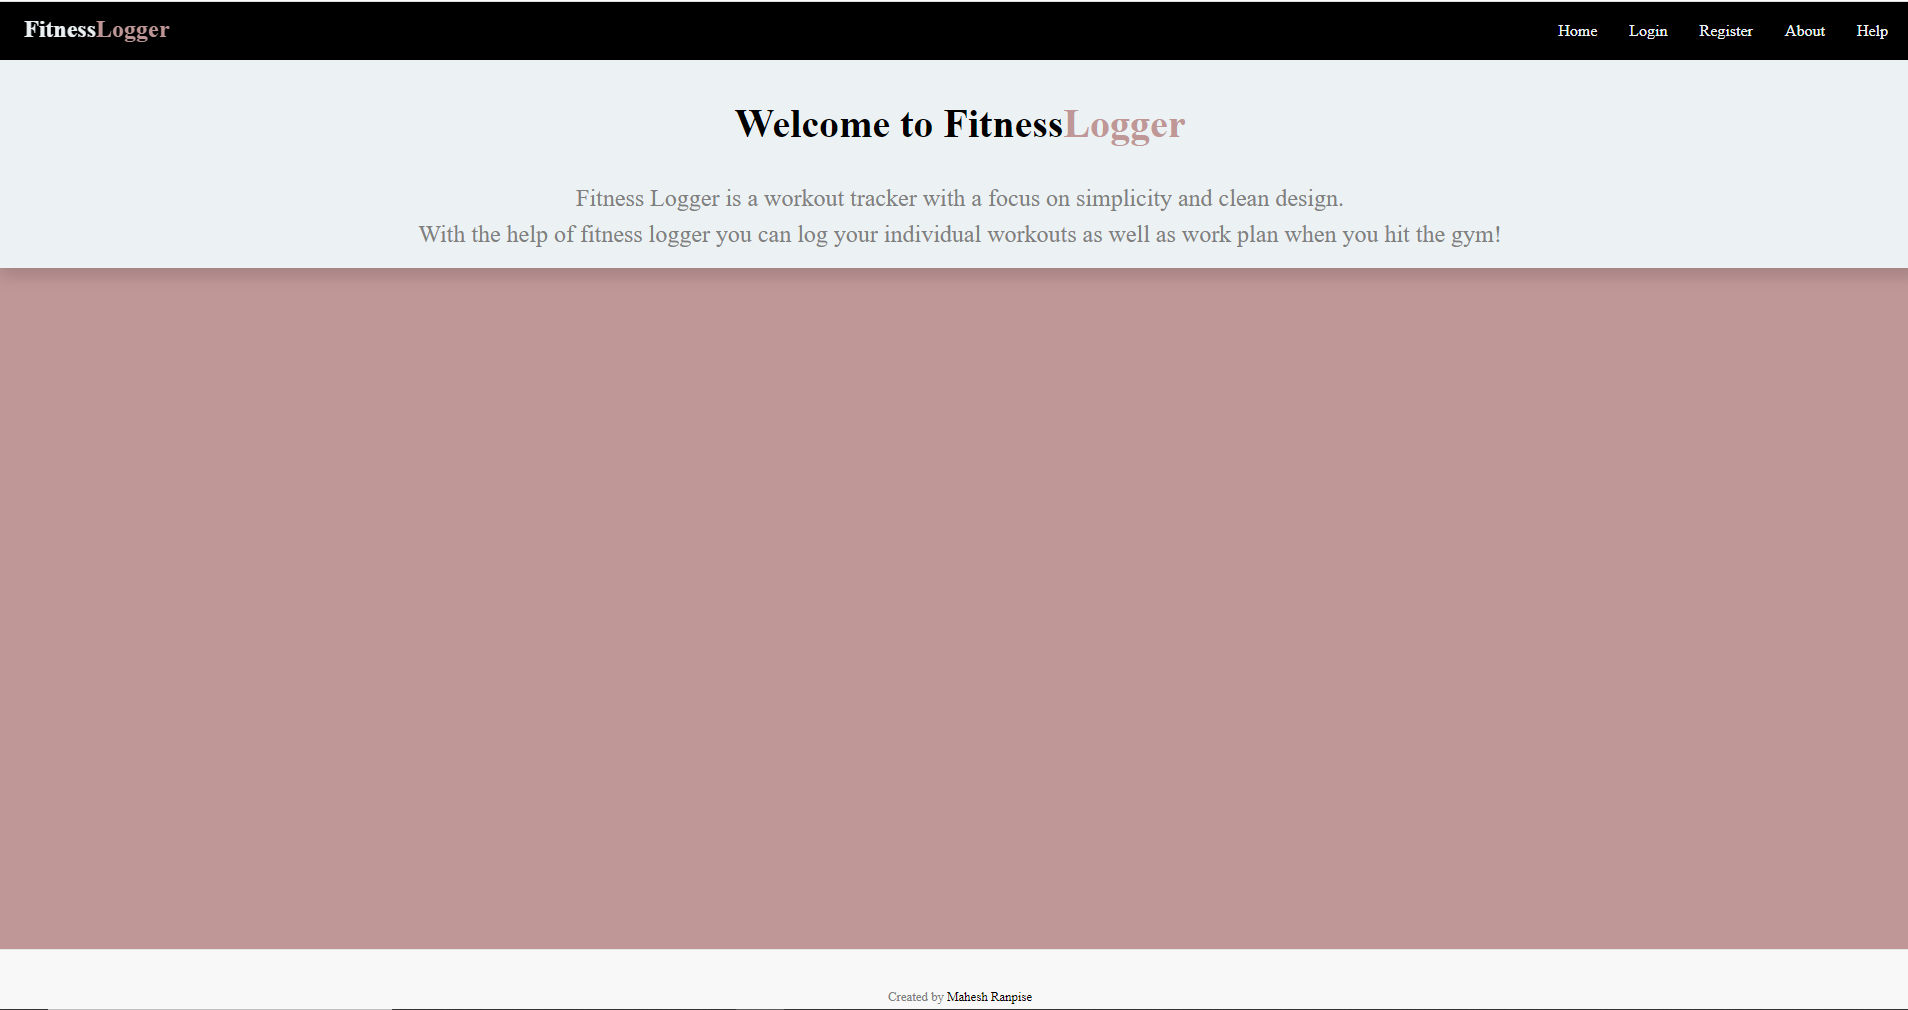 FitnessLogger
Home Login Register About Help
Welcome to FitnessLogger
Fitness Logger is a workout tracker with a focus on simplicity and clean design.
With the help of fitness logger you can log your individual workouts as well as work plan when you hit the gym!
Created by Mahesh Ranpise